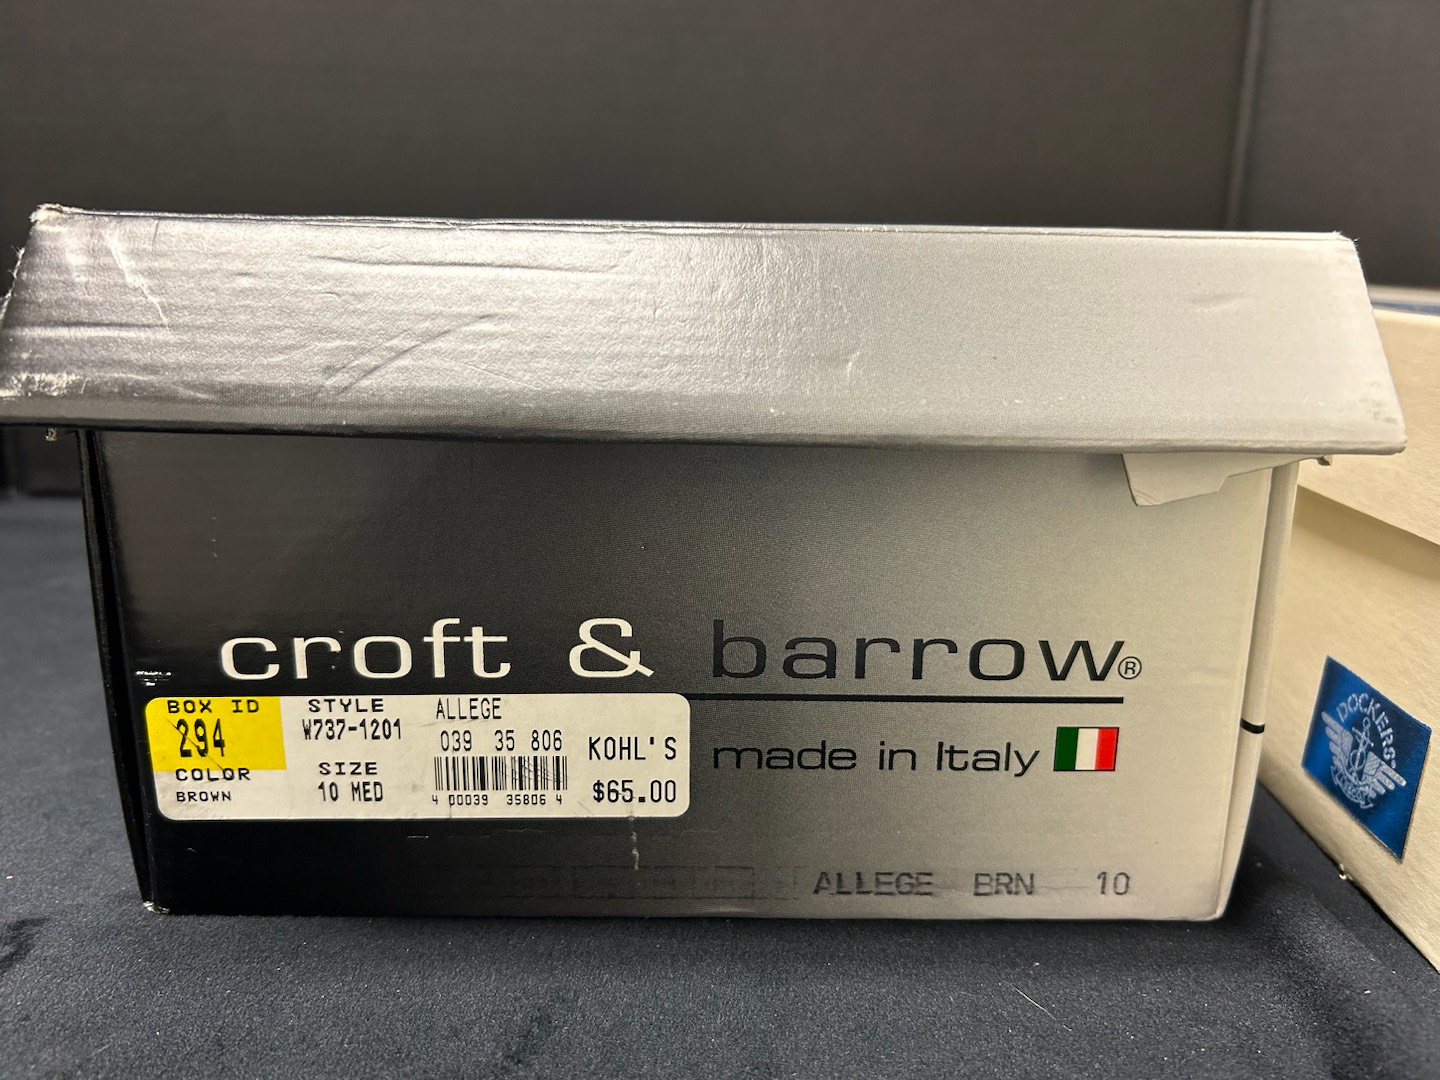 croft & barrow®
made in Italy
BOX ID
294
COLOR
BROWN
STYLE
W737-1201
SIZE
10 MED
ALLEGE
039 35 806
4 00039 35806 4
KOHL'S
$65.00
ALLEGE BRN 10
DOCKERS®